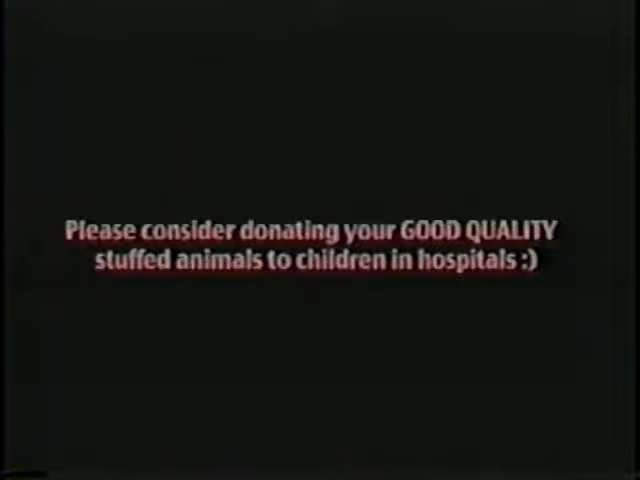 Please consider donating your GOOD QUALITY
stuffed animals to children in hospitals :)